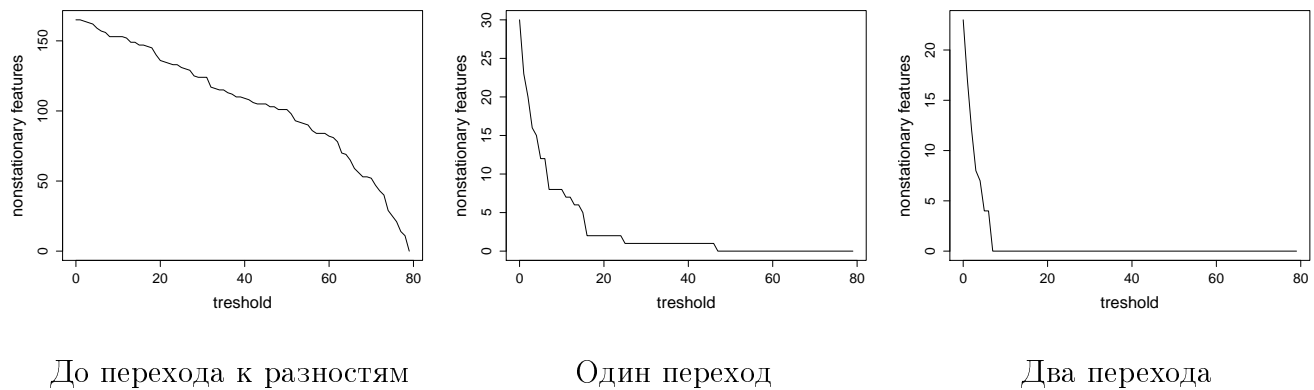 nonstationary features
0 50 100 150
0 20 40 60 80
treshold
nonstationary features
0 5 10 15 20 25 30
0 20 40 60 80
treshold
nonstationary features
0 5 10 15 20
0 20 40 60 80
treshold
До перехода к разностям
Один переход
Два перехода